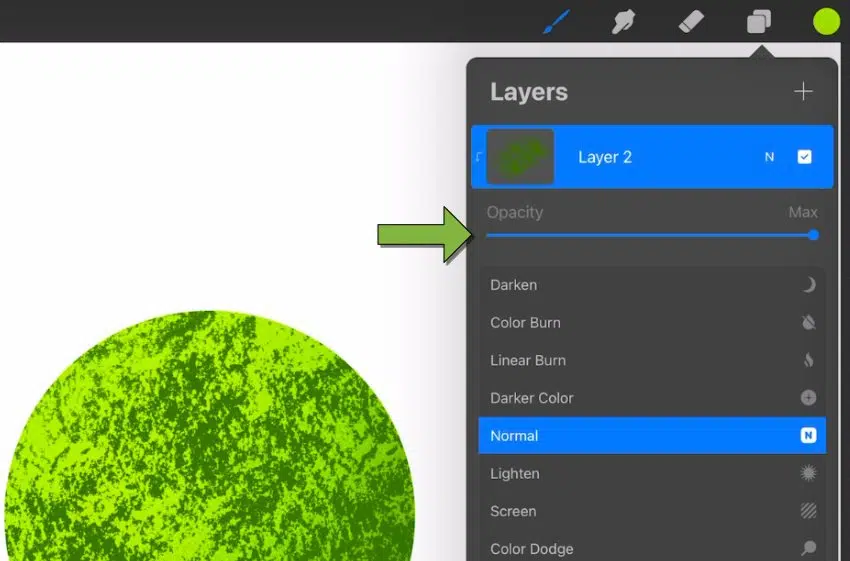 Layers
Layer 2 N
Opacity Max
Darken
Color Burn
Linear Burn
Darker Color
Normal N
Lighten
Screen
Color Dodge